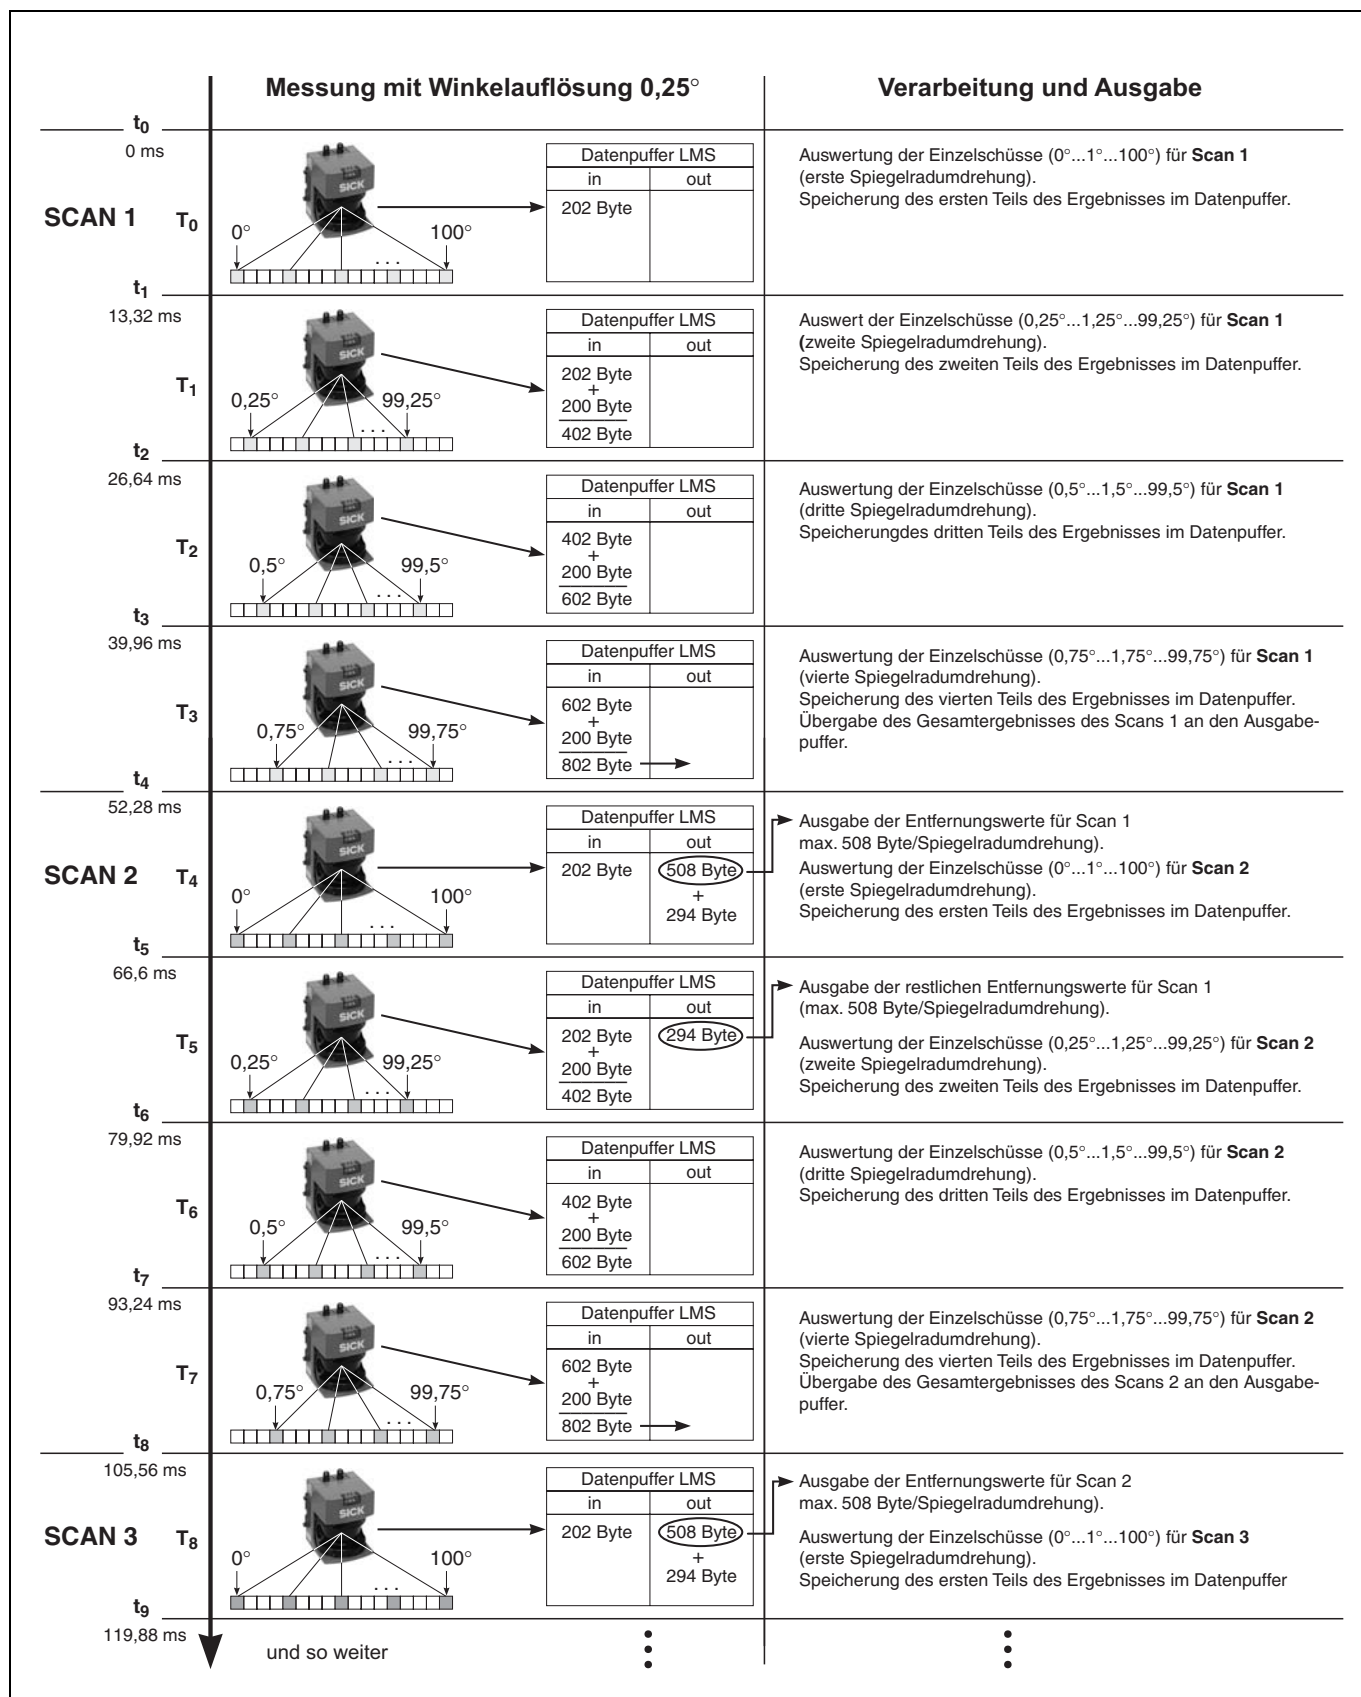 Messung mit Winkelauflösung 0,25°
Verarbeitung und Ausgabe
t0
0 ms
SCAN 1
T0
SICK
0°
100°
. . .
Datenpuffer LMS
in
out
202 Byte
Auswertung der Einzelschüsse (0°...1°...100°) für Scan 1
(erste Spiegelradumdrehung).
Speicherung des ersten Teils des Ergebnisses im Datenpuffer.
t1
13,32 ms
T1
SICK
0,25°
99,25°
. . .
Datenpuffer LMS
in
out
202 Byte
+
200 Byte
402 Byte
Auswert der Einzelschüsse (0,25°...1,25°...99,25°) für Scan 1
(zweite Spiegelradumdrehung).
Speicherung des zweiten Teils des Ergebnisses im Datenpuffer.
t2
26,64 ms
T2
SICK
0,5°
99,5°
. . .
Datenpuffer LMS
in
out
402 Byte
+
200 Byte
602 Byte
Auswertung der Einzelschüsse (0,5°...1,5°...99,5°) für Scan 1
(dritte Spiegelradumdrehung).
Speicherungdes dritten Teils des Ergebnisses im Datenpuffer.
t3
39,96 ms
T3
SICK
0,75°
99,75°
. . .
Datenpuffer LMS
in
out
602 Byte
+
200 Byte
802 Byte
Auswertung der Einzelschüsse (0,75°...1,75°...99,75°) für Scan 1
(vierte Spiegelradumdrehung).
Speicherung des vierten Teils des Ergebnisses im Datenpuffer.
Übergabe des Gesamtergebnisses des Scans 1 an den Ausgabe-
puffer.
t4
52,28 ms
SCAN 2
T4
SICK
0°
100°
. . .
Datenpuffer LMS
in
out
202 Byte
508 Byte
+
294 Byte
Ausgabe der Entfernungswerte für Scan 1
max. 508 Byte/Spiegelradumdrehung).
Auswertung der Einzelschüsse (0°...1°...100°) für Scan 2
(erste Spiegelradumdrehung).
Speicherung des ersten Teils des Ergebnisses im Datenpuffer.
t5
66,6 ms
T5
SICK
0,25°
99,25°
. . .
Datenpuffer LMS
in
out
202 Byte
+
200 Byte
402 Byte
294 Byte
Ausgabe der restlichen Entfernungswerte für Scan 1
(max. 508 Byte/Spiegelradumdrehung).
Auswertung der Einzelschüsse (0,25°...1,25°...99,25°) für Scan 2
(zweite Spiegelradumdrehung).
Speicherung des zweiten Teils des Ergebnisses im Datenpuffer.
t6
79,92 ms
T6
SICK
0,5°
99,5°
. . .
Datenpuffer LMS
in
out
402 Byte
+
200 Byte
602 Byte
Auswertung der Einzelschüsse (0,5°...1,5°...99,5°) für Scan 2
(dritte Spiegelradumdrehung).
Speicherung des dritten Teils des Ergebnisses im Datenpuffer.
t7
93,24 ms
T7
SICK
0,75°
99,75°
. . .
Datenpuffer LMS
in
out
602 Byte
+
200 Byte
802 Byte
Auswertung der Einzelschüsse (0,75°...1,75°...99,75°) für Scan 2
(vierte Spiegelradumdrehung).
Speicherung des vierten Teils des Ergebnisses im Datenpuffer.
Übergabe des Gesamtergebnisses des Scans 2 an den Ausgabe-
puffer.
t8
105,56 ms
SCAN 3
T8
SICK
0°
100°
. . .
Datenpuffer LMS
in
out
202 Byte
508 Byte
+
294 Byte
Ausgabe der Entfernungswerte für Scan 2
max. 508 Byte/Spiegelradumdrehung).
Auswertung der Einzelschüsse (0°...1°...100°) für Scan 3
(erste Spiegelradumdrehung).
Speicherung des ersten Teils des Ergebnisses im Datenpuffer
t9
119,88 ms
und so weiter